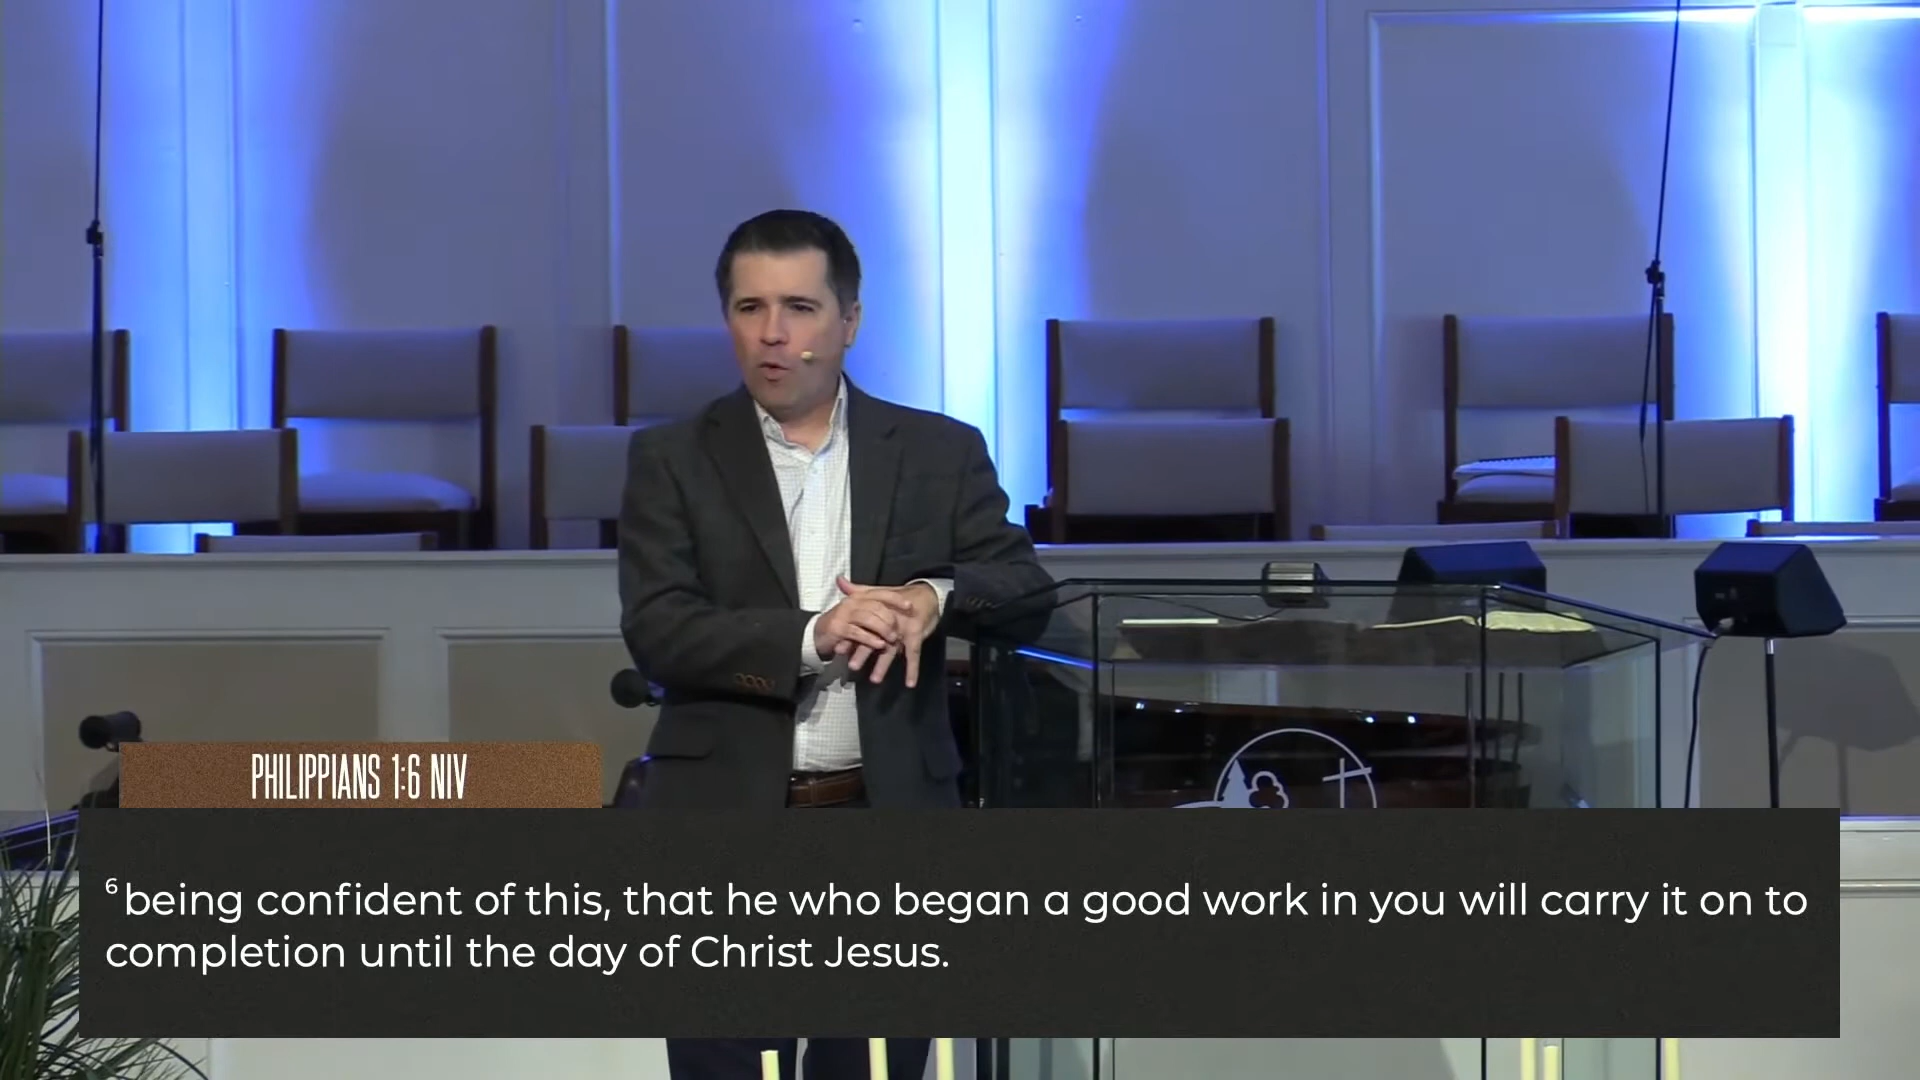 PHILIPPIANS 1:6 NIV
6 being confident of this, that he who began a good work in you will carry it on to
completion until the day of Christ Jesus.